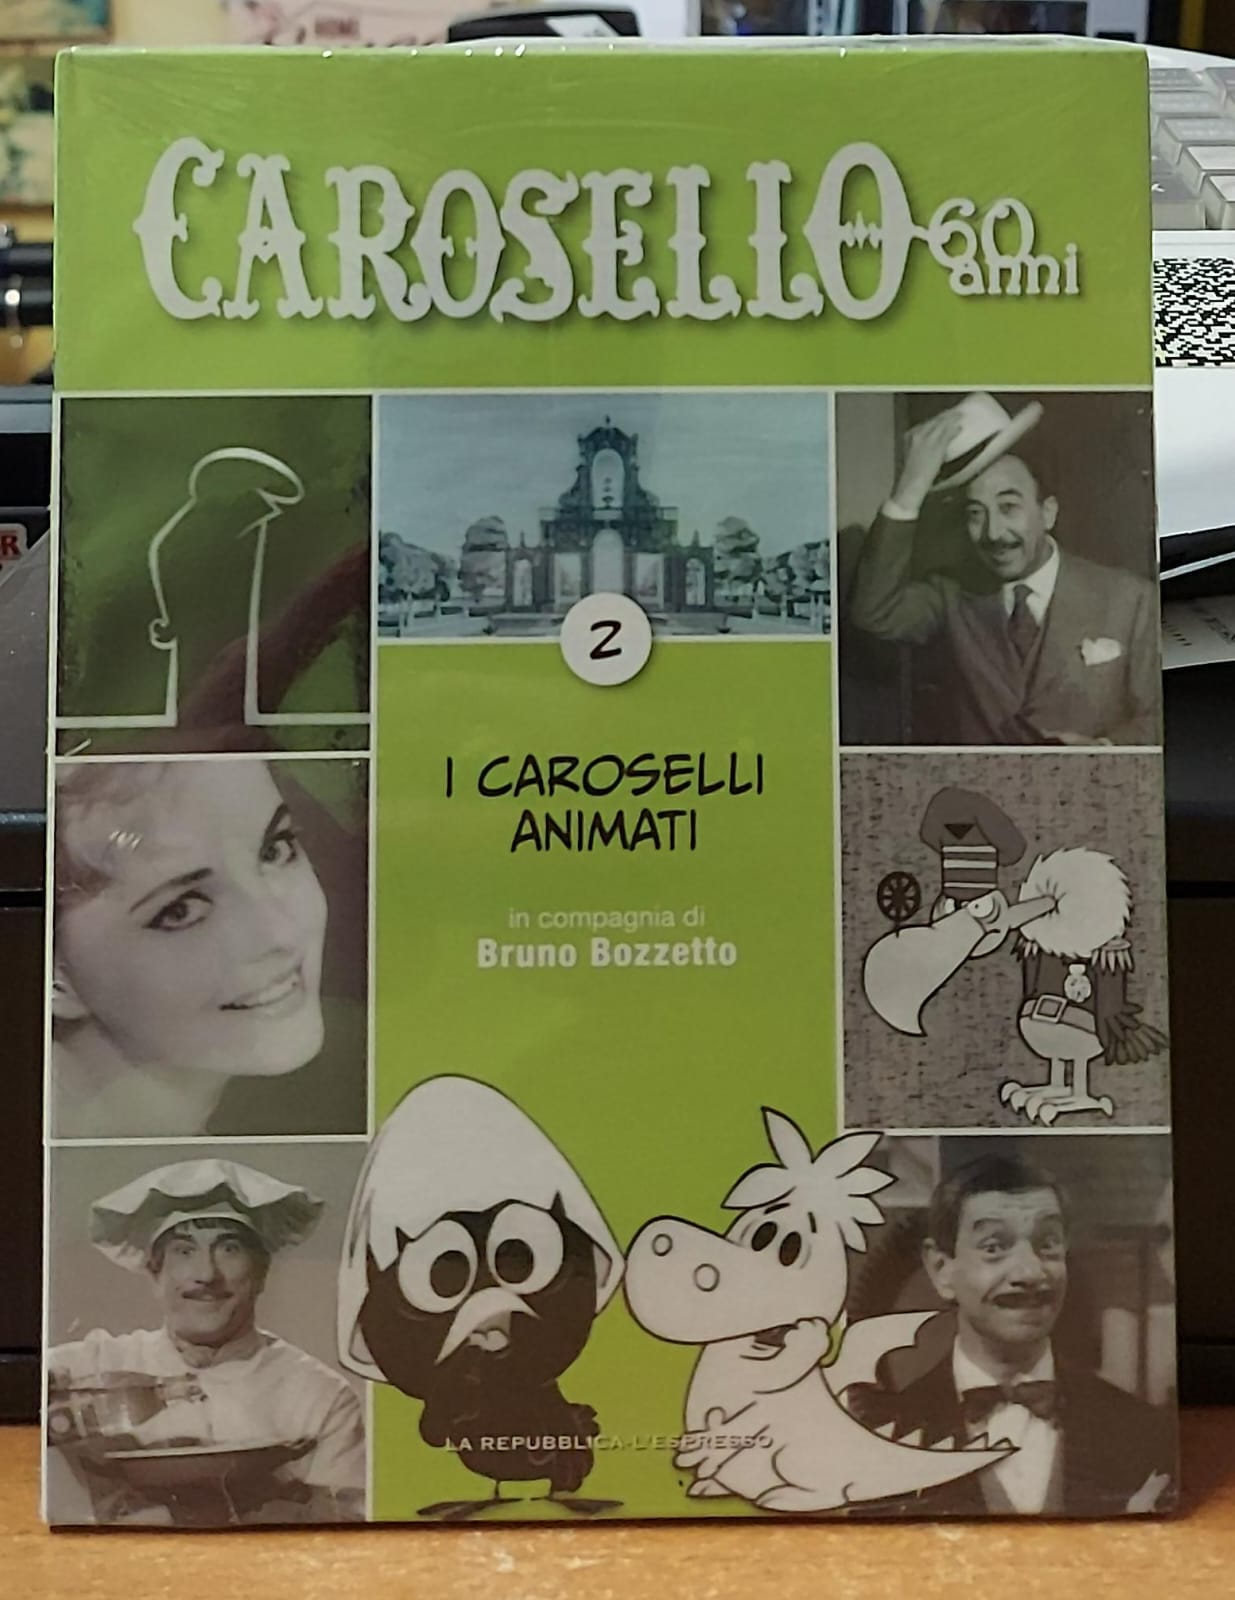 CAROSELLO
60
anni
2
I CAROSELLI
ANIMATI
in compagnia di
Bruno Bozzetto
LA REPUBBLICA-L'ESPRESSO